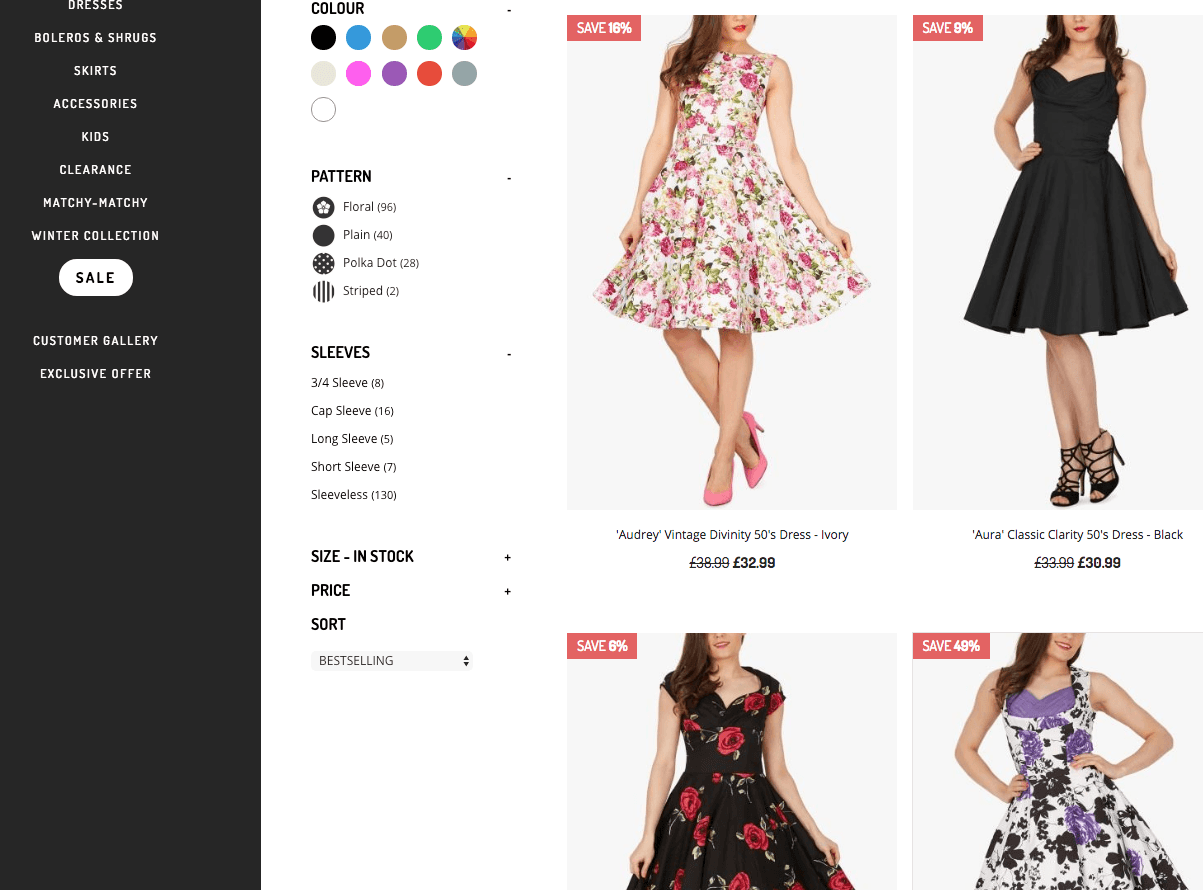 DRESSES
BOLEROS & SHRUGS
SKIRTS
ACCESSORIES
KIDS
CLEARANCE
MATCHY-MATCHY
WINTER COLLECTION
SALE
CUSTOMER GALLERY
EXCLUSIVE OFFER
COLOUR -
PATTERN -
Floral (96)
Plain (40)
Polka Dot (28)
Striped (2)
SLEEVES -
3/4 Sleeve (8)
Cap Sleeve (16)
Long Sleeve (5)
Short Sleeve (7)
Sleeveless (130)
SIZE - IN STOCK +
PRICE +
SORT
BESTSELLING
SAVE 16%
'Audrey' Vintage Divinity 50's Dress - Ivory
£38.99 £32.99
SAVE 9%
'Aura' Classic Clarity 50's Dress - Black
£33.99 £30.99
SAVE 6%
SAVE 49%